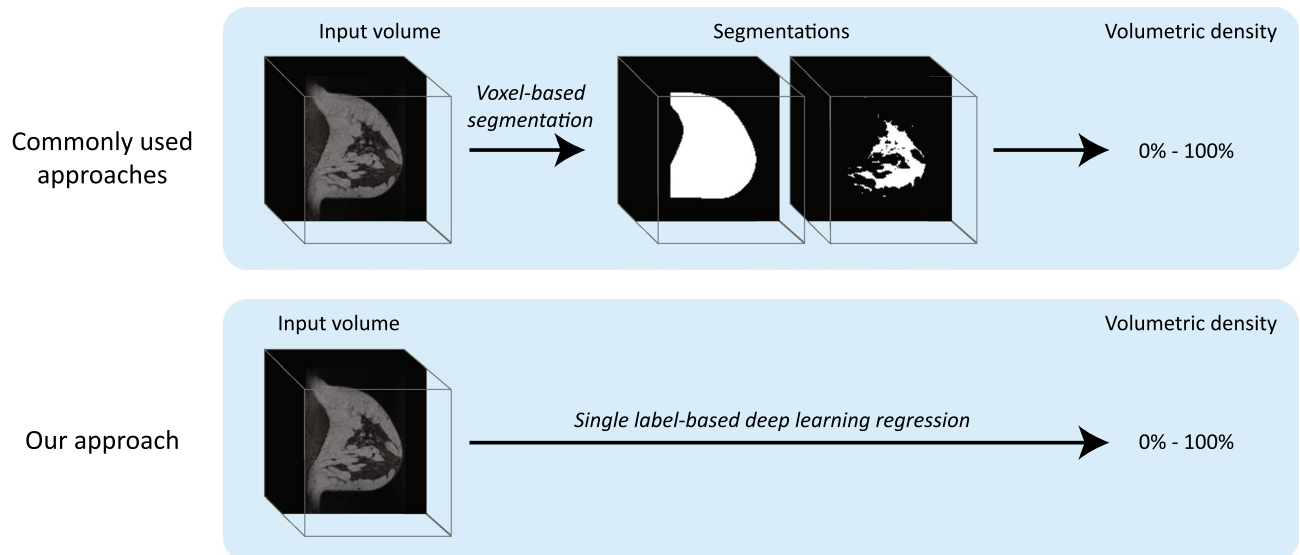 Input volume
Segmentations
Volumetric density
Commonly used
approaches
Voxel-based
segmentation
0% - 100%
Input volume
Volumetric density
Our approach
Single label-based deep learning regression
0% - 100%